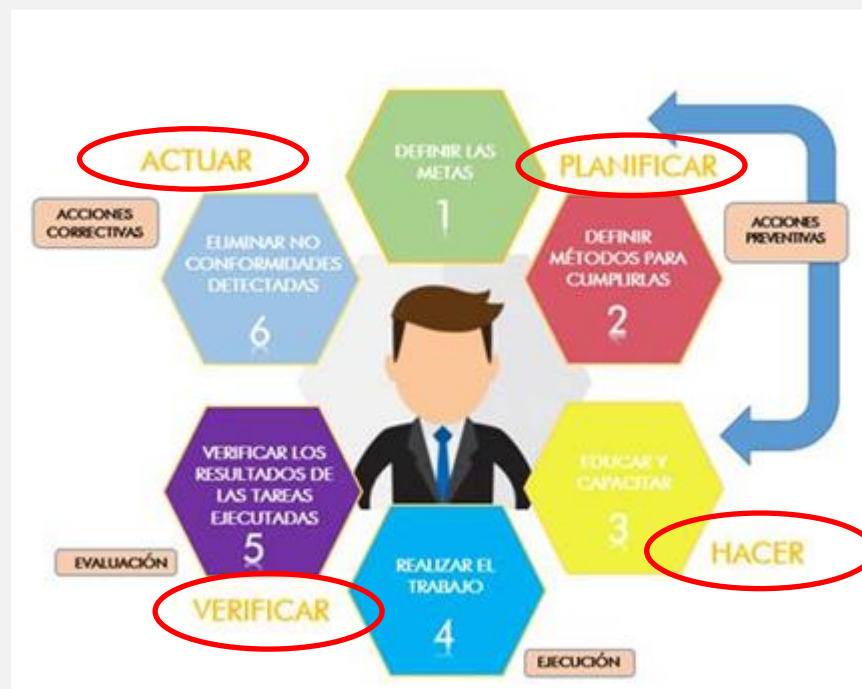 ACTUAR
DEFINIR LAS
METAS
1
PLANIFICAR
ACCIONES
CORRECTIVAS
ELIMINAR NO
CONFORMIDADES
DETECTADAS
6
DEFINIR
MÉTODOS PARA
CUMPLIRLAS
2
ACCIONES
PREVENTIVAS
VERIFICAR LOS
RESULTADOS DE
LAS TAREAS
EJECUTADAS
5
EDUCAR Y
CAPACITAR
3
HACER
EVALUACIÓN
VERIFICAR
REALIZAR EL
TRABAJO
4
EJECUCIÓN